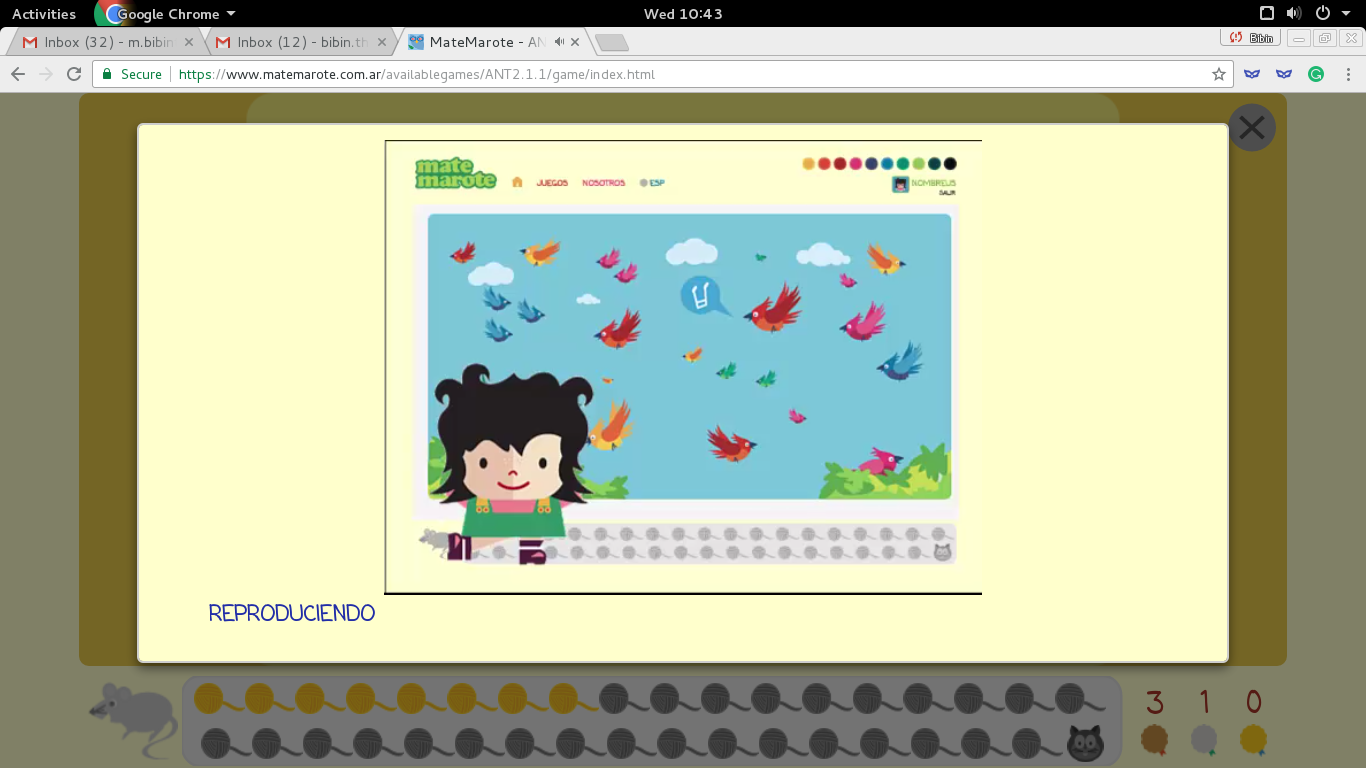 Activities
Google Chrome
Wed 10:43
Inbox (32) - m.bibin
Inbox (12) - bibin.th
MateMarote - AN
Bibin
Secure
https://www.matemarote.com.ar/availablegames/ANT2.1.1/game/index.html
mate
marote
JUEGOS
NOSOTROS
ESP
NOMBREUS
SALIR
REPRODUCIENDO
3 1 0